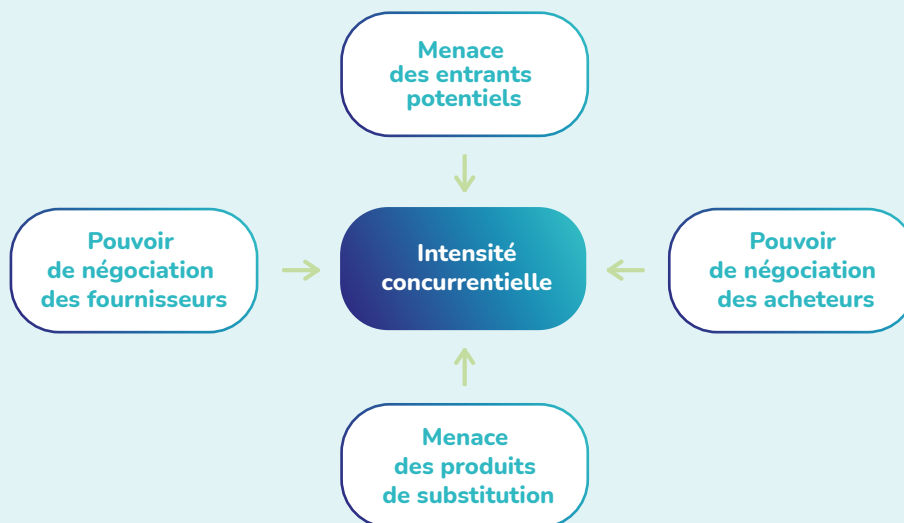 Menace
des entrants
potentiels
Pouvoir
de négociation
des fournisseurs
Intensité
concurrentielle
Pouvoir
de négociation
des acheteurs
Menace
des produits
de substitution